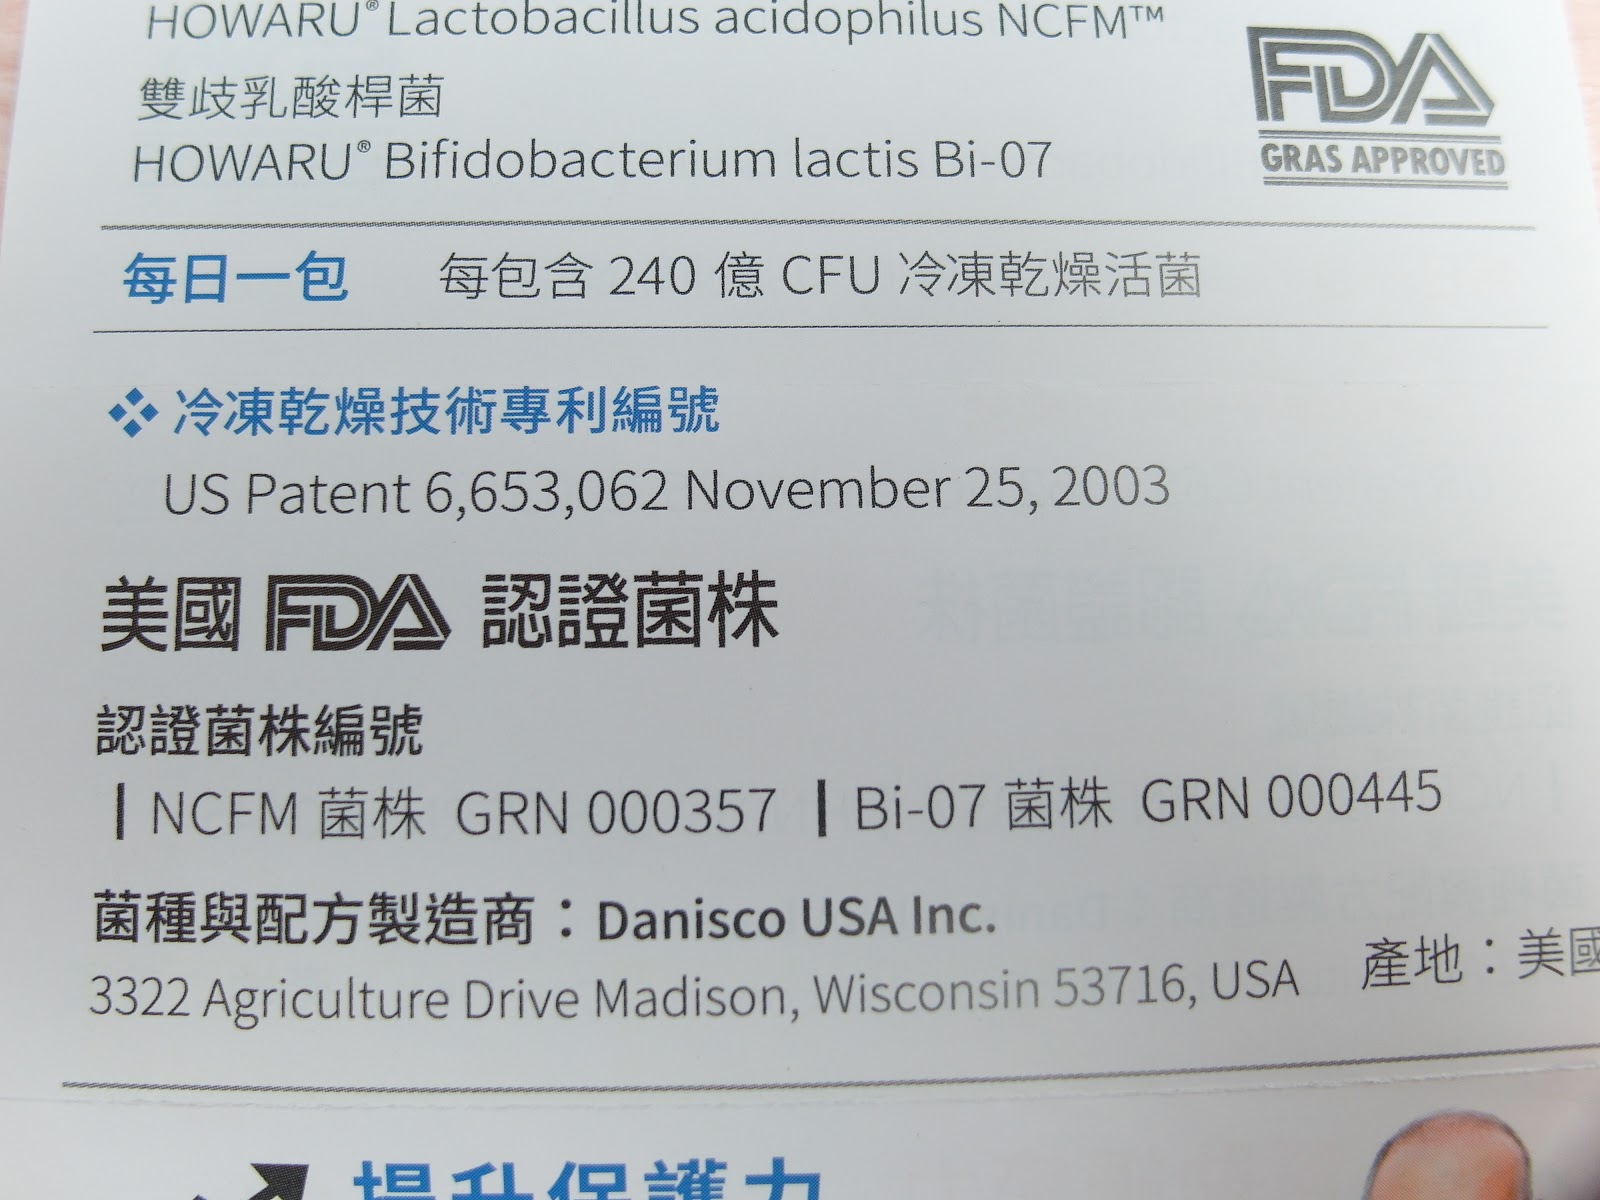 HOWARU® Lactobacillus acidophilus NCFM™
雙歧乳酸桿菌
HOWARU® Bifidobacterium lactis Bi-07
FDA
GRAS APPROVED
每日一包 每包含 240 億 CFU 冷凍乾燥活菌
冷凍乾燥技術專利編號
US Patent 6,653,062 November 25, 2003
美國 FDA 認證菌株
認證菌株編號
NCFM 菌株 GRN 000357 | Bi-07 菌株 GRN 000445
菌種與配方製造商：Danisco USA Inc.
3322 Agriculture Drive Madison, Wisconsin 53716, USA 產地：美國
提升保護力